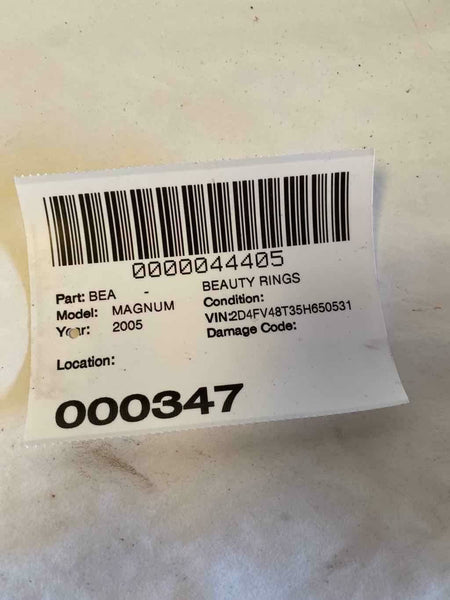 0000044405
Part: BEA - BEAUTY RINGS
Model: MAGNUM Condition:
Year: 2005 VIN:2D4FV48T35H650531
Damage Code:
Location:
000347